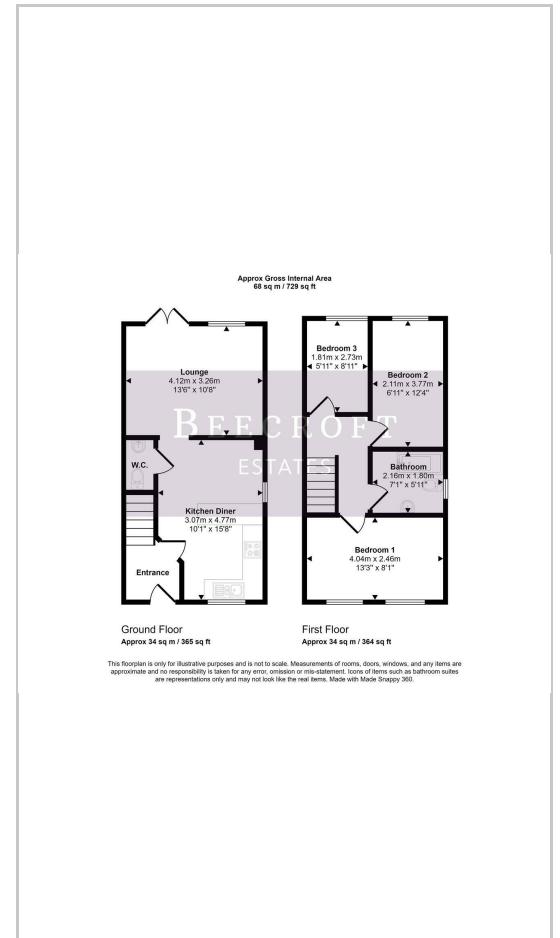 Approx Gross Internal Area
68 sq m / 729 sq ft
Lounge
4.12m x 3.26m
13'6" x 10'8"
W.C.
Kitchen Diner
3.07m x 4.77m
10'1" x 15'8"
Entrance
Bedroom 3
1.81m x 2.73m
5'11" x 8'11"
Bedroom 2
2.11m x 3.77m
6'11" x 12'4"
Bathroom
2.16m x 1.80m
7'1" x 5'11"
Bedroom 1
4.04m x 2.46m
13'3" x 8'1"
BEECROFT
ESTATES
Ground Floor
Approx 34 sq m / 365 sq ft
First Floor
Approx 34 sq m / 364 sq ft
This floorplan is only for illustrative purposes and is not to scale. Measurements of rooms, doors, windows, and any items are
approximate and no responsibility is taken for any error, omission or mis-statement. Icons of items such as bathroom suites
are representations only and may not look like the real items. Made with Made Snappy 360.